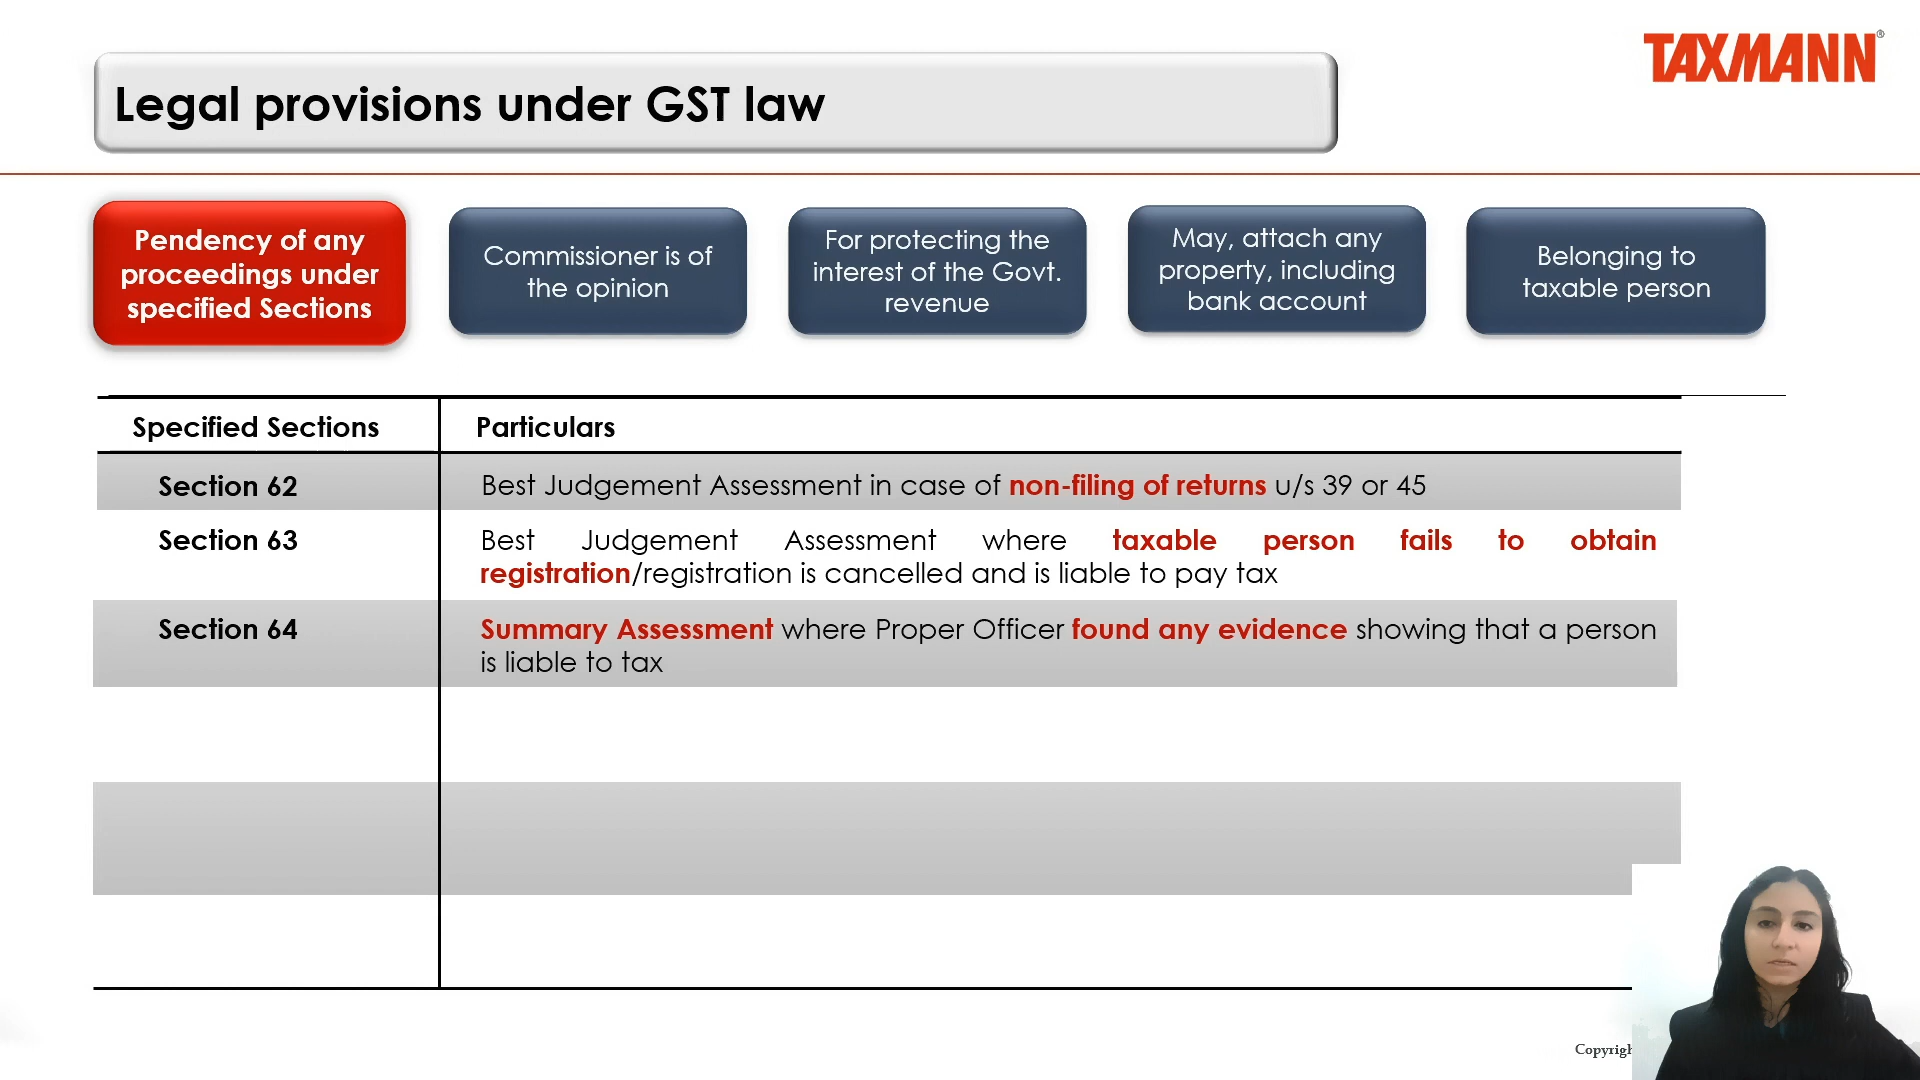 TAXMANN®
Legal provisions under GST law
Pendency of any
proceedings under
specified Sections
Commissioner is of
the opinion
For protecting the
interest of the Govt.
revenue
May, attach any
property, including
bank account
Belonging to
taxable person
Specified Sections
Particulars
Section 62
Best Judgement Assessment in case of non-filing of returns u/s 39 or 45
Section 63
Best Judgement Assessment where taxable person fails to obtain
registration/registration is cancelled and is liable to pay tax
Section 64
Summary Assessment where Proper Officer found any evidence showing that a person
is liable to tax